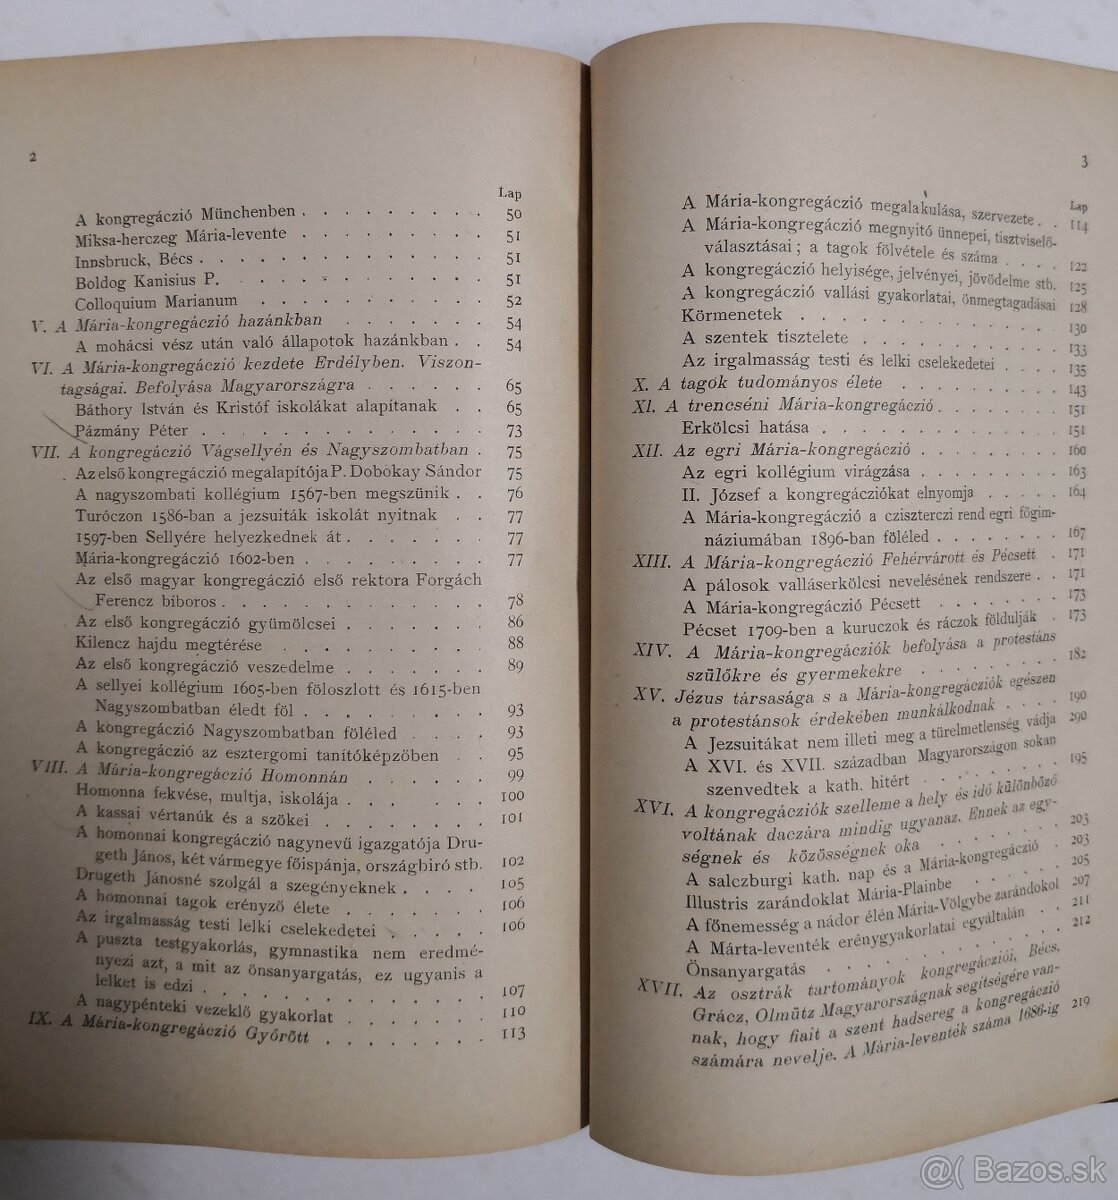 2
Lap
A kongregáczió Münchenben . . . . . . . . . 50
Miksa-herczeg Mária-levente . . . . . . . . . 51
Innsbruck, Bécs . . . . . . . . . . . . . . 51
Boldog Kanisius P. . . . . . . . . . . . . . 51
Colloquium Marianum . . . . . . . . . . . 52
V. A Mária-kongregáczió hazánkban . . . . . . . 54
A mohácsi vész után való állapotok hazánkban . . 54
VI. A Mária-kongregáczió kezdete Erdélyben. Viszon-
tagságai. Befolyása Magyarországra . . . . . . 65
Báthory István és Kristóf iskolákat alapítanak . . 65
Pázmány Péter . . . . . . . . . . . . . . 73
VII. A kongregáczió Vágsellyén és Nagyszombatban . 75
Az első kongregáczió megalapítója P. Dobokay Sándor 75
A nagyszombati kollégium 1567-ben megszünik . . 76
Turóczon 1586-ban a jezsuiták iskolát nyitnak . . 77
1597-ben Sellyére helyezkednek át . . . . . . . 77
Mária-kongregáczió 1602-ben . . . . . . . . . 77
Az első magyar kongregáczió első rektora Forgách
Ferencz bíboros . . . . . . . . . . . . . 78
Az első kongregáczió gyümölcsei . . . . . . . 86
Kilencz hajdu megtérése . . . . . . . . . . . 88
Az első kongregáczió veszedelme . . . . . . . 89
A sellyei kollégium 1605-ben föloszlott és 1615-ben
Nagyszombatban éledt föl . . . . . . . . . 93
A kongregáczió Nagyszombatban föléled . . . . 93
A kongregáczió az esztergomi tanítóképzőben . . 95
VIII. A Mária-kongregáczió Homonnán . . . . . . 99
Homonna fekvése, multja, iskolája . . . . . . . 100
A kassai vértanúk és a szökei . . . . . . . . 101
A homonnai kongregáczió nagynevű igazgatója Dru-
geth János, két vármegye főispánja, országbiró stb. 102
Drugeth Jánosné szolgál a szegényeknek . . . . 105
A homonnai tagok erényző élete . . . . . . . 106
Az irgalmasság testi lelki cselekedetei . . . . . 106
A puszta testgyakorlás, gymnastika nem eredmé-
nyezi azt, a mit az önsanyargatás, ez ugyanis a
lelket is edzi . . . . . . . . . . . . . . 107
A nagypénteki vezeklő gyakorlat . . . . . . . 110
IX. A Mária-kongregáczió Győrött . . . . . . . . 113
3
Lap
A Mária-kongregáczió megalakulása, szervezete . . 114
A Mária-kongregáczió megnyitó ünnepei, tisztviselő-
választásai; a tagok fölvétele és száma . . . . 122
A kongregáczió helyisége, jelvényei, jövödelme stb. 125
A kongregáczió vallási gyakorlatai, önmegtagadásai 128
Körmenetek . . . . . . . . . . . . . . . 130
A szentek tisztelete . . . . . . . . . . . . 133
Az irgalmasság testi és lelki cselekedetei . . . . 135
X. A tagok tudományos élete . . . . . . . . . . 143
XI. A trencséni Mária-kongregáczió . . . . . . . . 151
Erkölcsi hatása . . . . . . . . . . . . . . 151
XII. Az egri Mária-kongregáczió . . . . . . . . . 160
Az egri kollégium virágzása . . . . . . . . . 163
II. József a kongregácziókat elnyomja . . . . . 164
A Mária-kongregáczió a cziszterczi rend egri főgim-
náziumában 1896-ban föléled . . . . . . . . 167
XIII. A Mária-kongregáczió Fehérvárott és Pécsett . 171
A pálosok valláserkölcsi nevelésének rendszere . . 171
A Mária-kongregáczió Pécsett . . . . . . . . 173
Pécset 1709-ben a kuruczok és ráczok földulják . 173
XIV. A Mária-kongregácziók befolyása a protestáns
szülőkre és gyermekekre . . . . . . . . . 182
XV. Jézus társasága s a Mária-kongregácziók egészen
a protestánsok érdekében munkálkodnak . . . . 190
A Jezsuitákat nem illeti meg a türelmetlenség vádja 290
A XVI. és XVII. században Magyarországon sokan
szenvedtek a kath. hitért . . . . . . . . . 195
XVI. A kongregácziók szelleme a hely és idő különböző
voltának daczára mindig ugyanaz. Ennek az egy-
ségnek és közösségnek oka . . . . . . . . 203
A salczburgi kath. nap és a Mária-kongregáczió . 203
Illustris zarándoklat Mária-Plainbe . . . . . . 205
A főnemesség a nádor élén Mária-Völgybe zarándokol 207
A Márta-leventék erénygyakorlatai egyáltalán . . 211
Önsanyargatás . . . . . . . . . . . . . 212
XVII. Az osztrák tartományok kongregácziói, Bécs,
Grácz, Olmütz Magyarországnak segítségére van-
nak, hogy fiait a szent hadsereg a kongregáczió
számára nevelje. A Mária-leventék száma 1686-ig 219
@( Bazos.sk